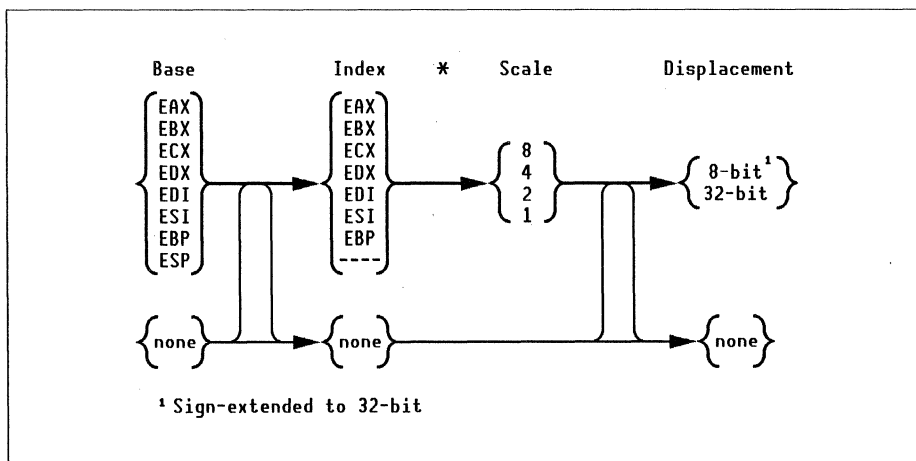 Base Index * Scale Displacement
EAX EAX
EBX EBX
ECX ECX 8
EDX EDX 4 8-bit¹
EDI EDI 2 32-bit
ESI ESI 1
EBP EBP
ESP ----
none none none
¹ Sign-extended to 32-bit